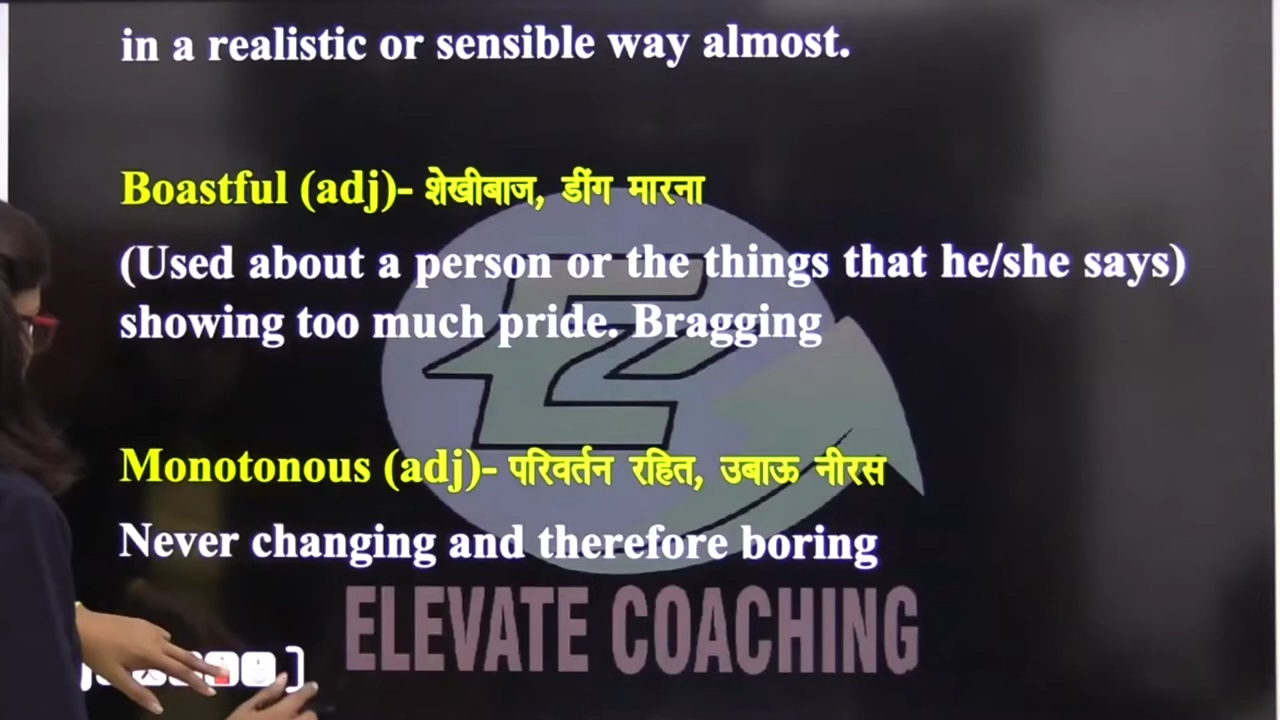 in a realistic or sensible way almost.
Boastful (adj)- शेखीबाज, डींग मारना
(Used about a person or the things that he/she says)
showing too much pride. Bragging
Monotonous (adj)- परिवर्तन रहित, उबाऊ नीरस
Never changing and therefore boring
ELEVATE COACHING